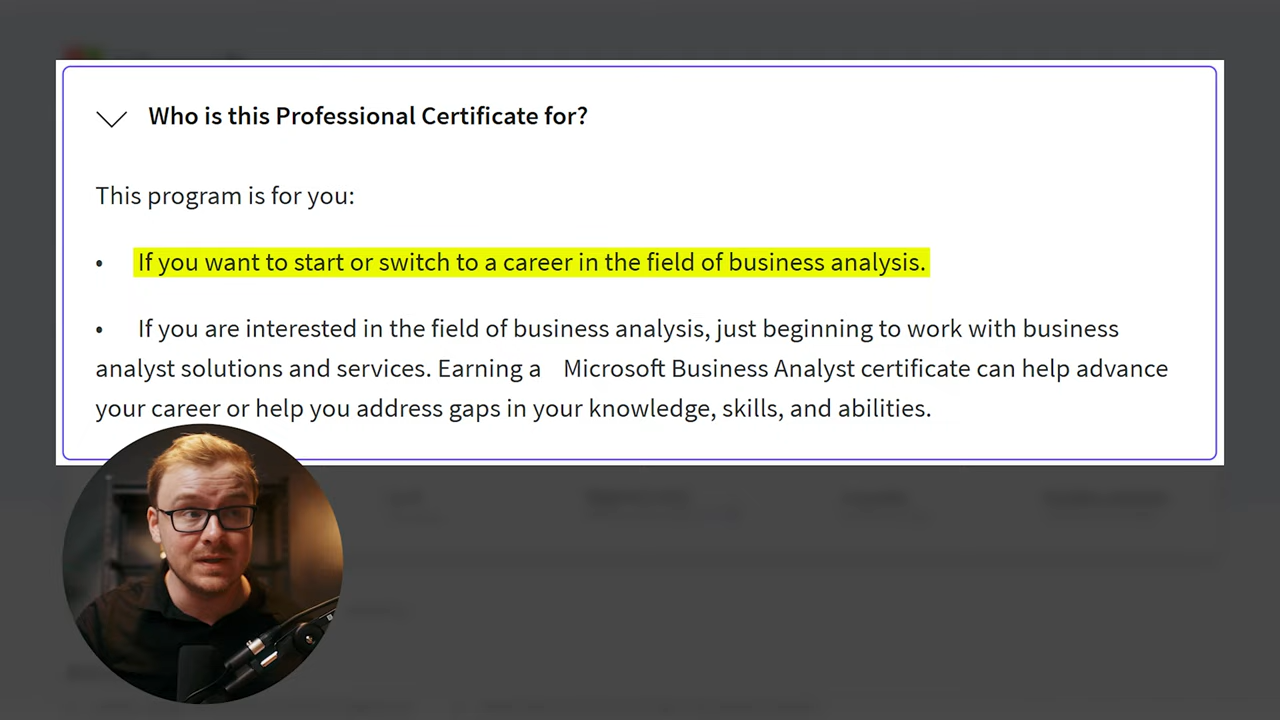 Who is this Professional Certificate for?
This program is for you:
• If you want to start or switch to a career in the field of business analysis.
• If you are interested in the field of business analysis, just beginning to work with business
analyst solutions and services. Earning a Microsoft Business Analyst certificate can help advance
your career or help you address gaps in your knowledge, skills, and abilities.